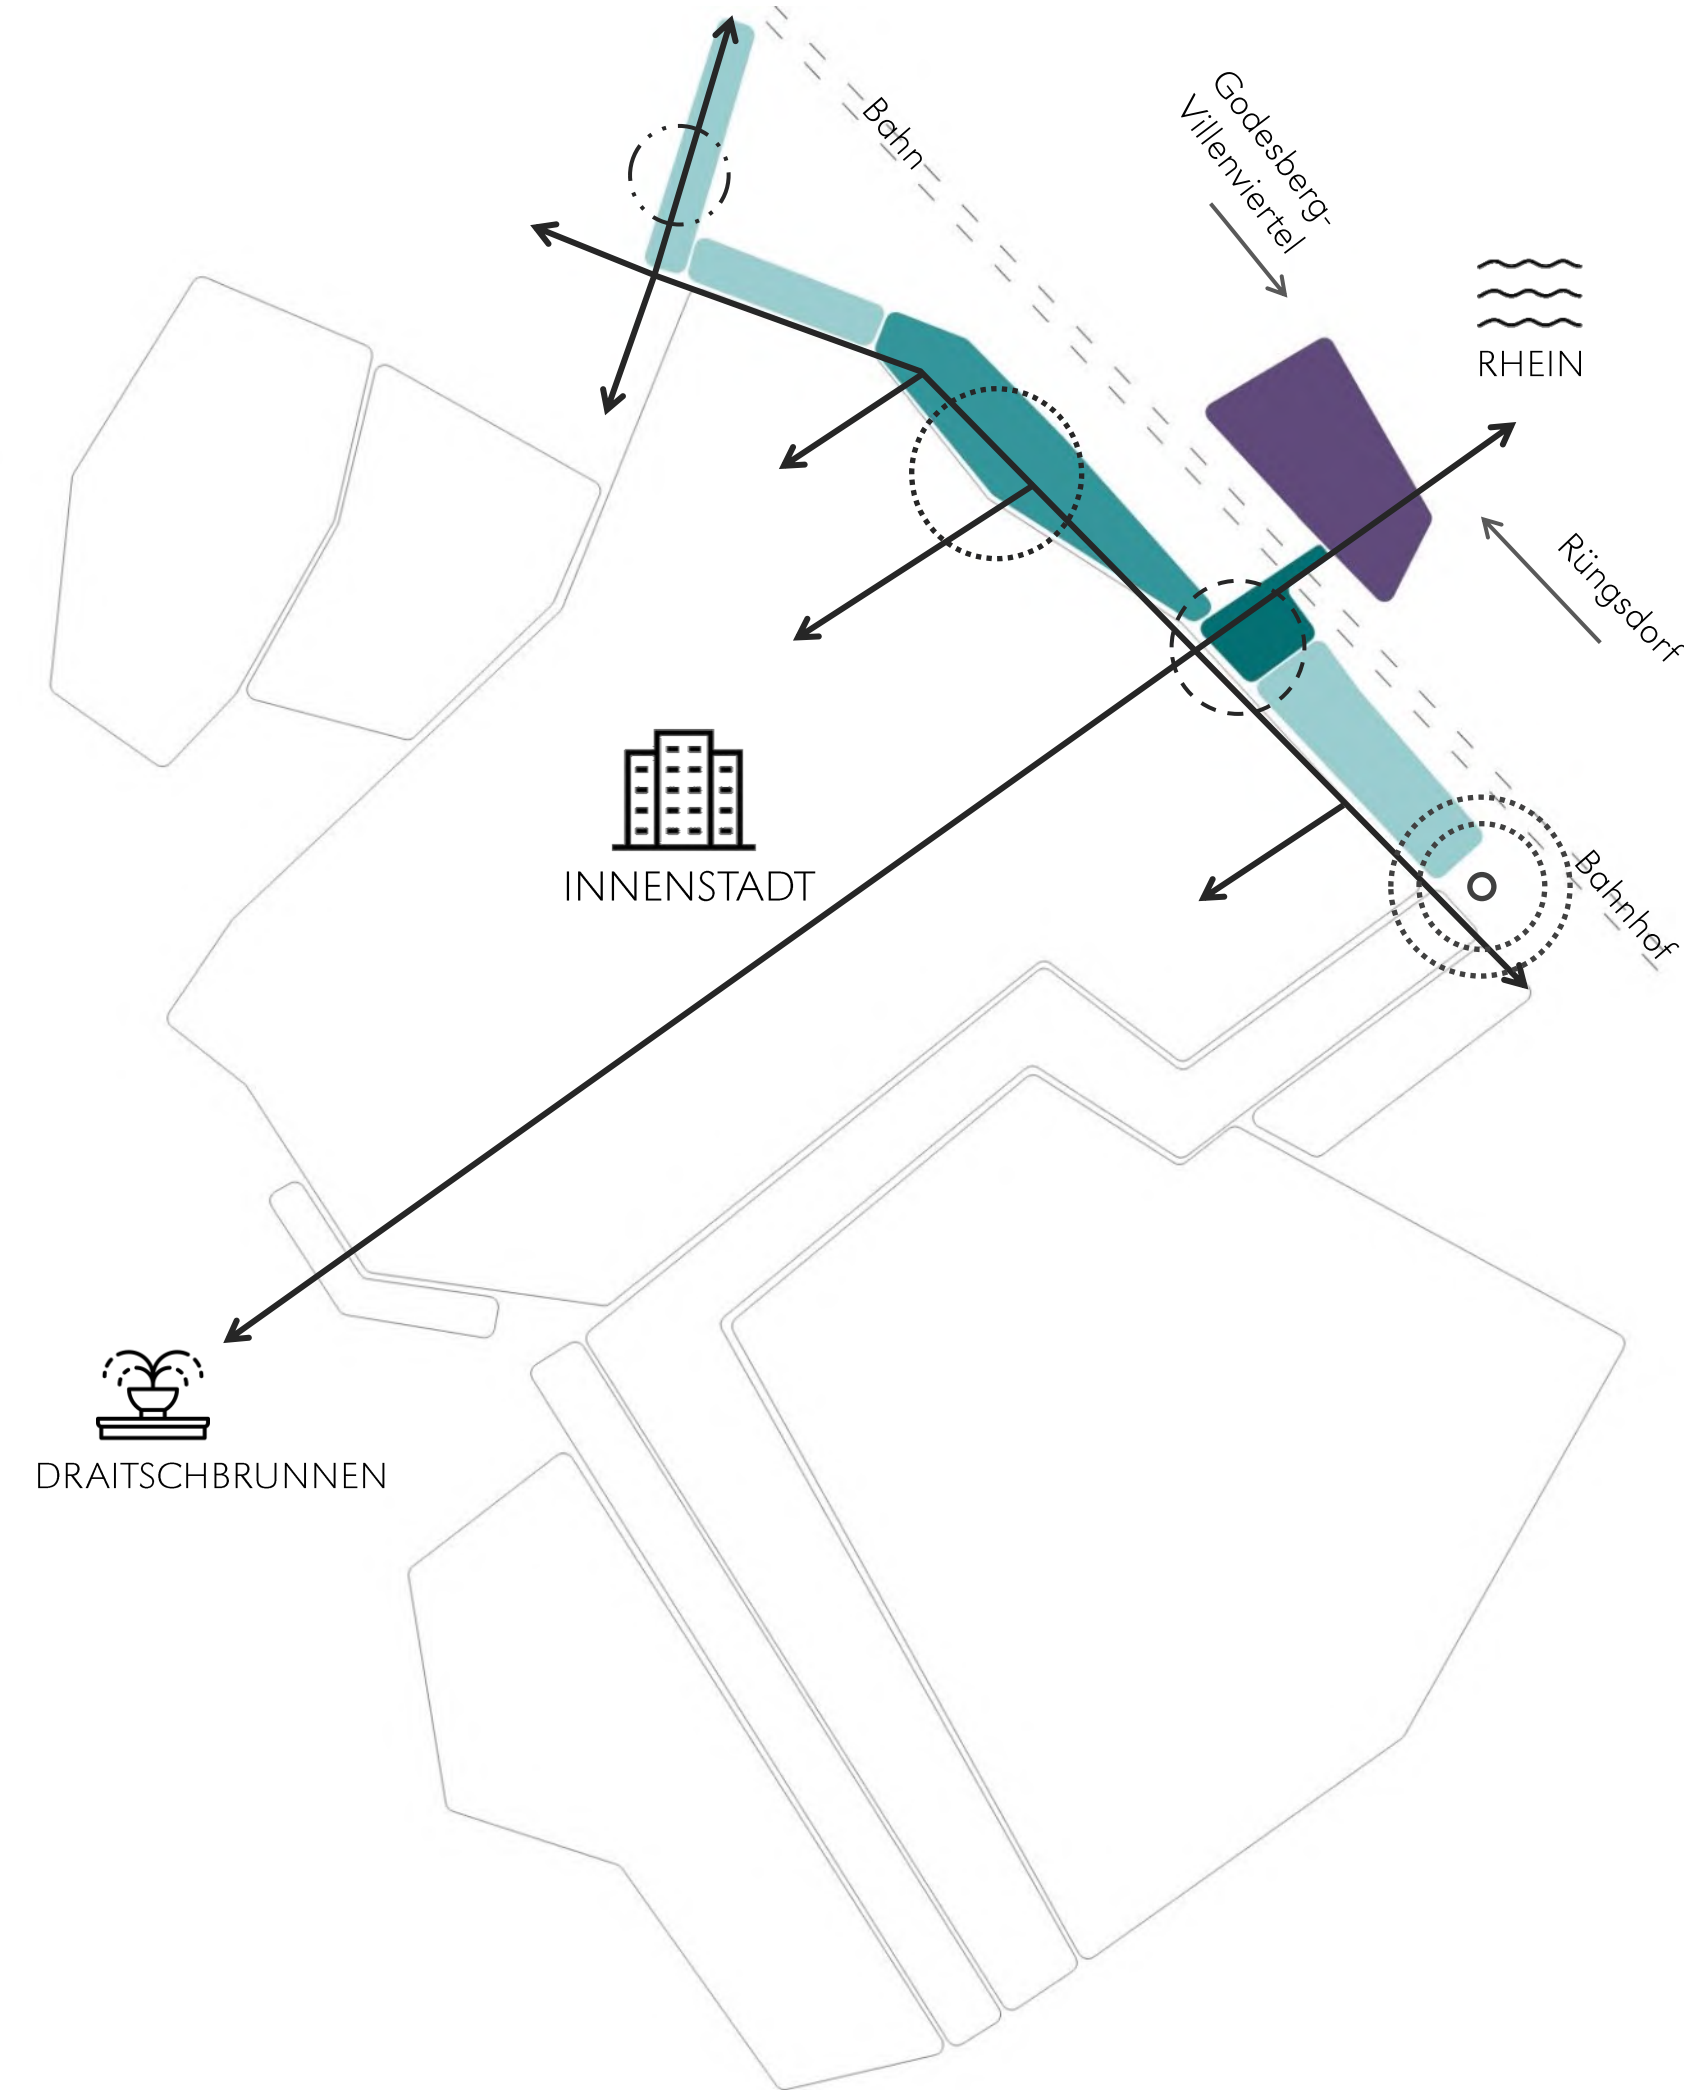 Bahn
Godesberg-
Villenviertel
RHEIN
Rüngsdorf
INNENSTADT
Bahnhof
DRAITSCHBRUNNEN